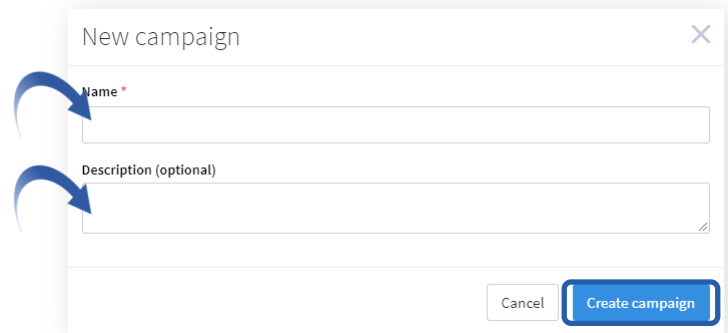 New campaign
Name *
Description (optional)
Cancel Create campaign